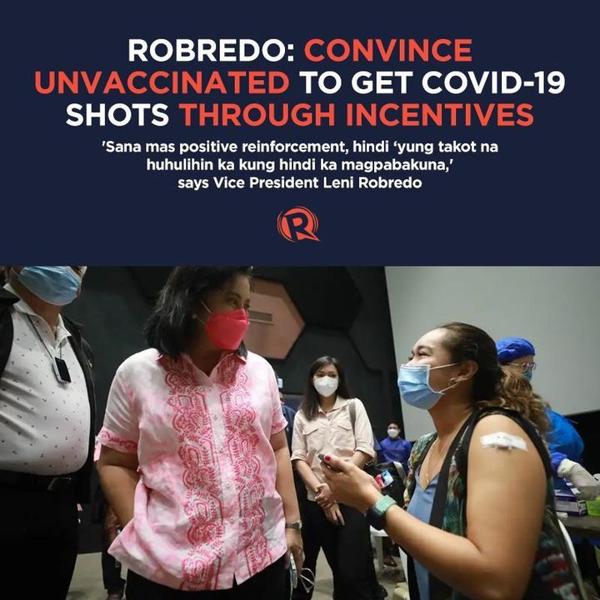 ROBREDO: CONVINCE
UNVACCINATED TO GET COVID-19
SHOTS THROUGH INCENTIVES
'Sana mas positive reinforcement, hindi ‘yung takot na
huhulihin ka kung hindi ka magpabakuna,'
says Vice President Leni Robredo
R